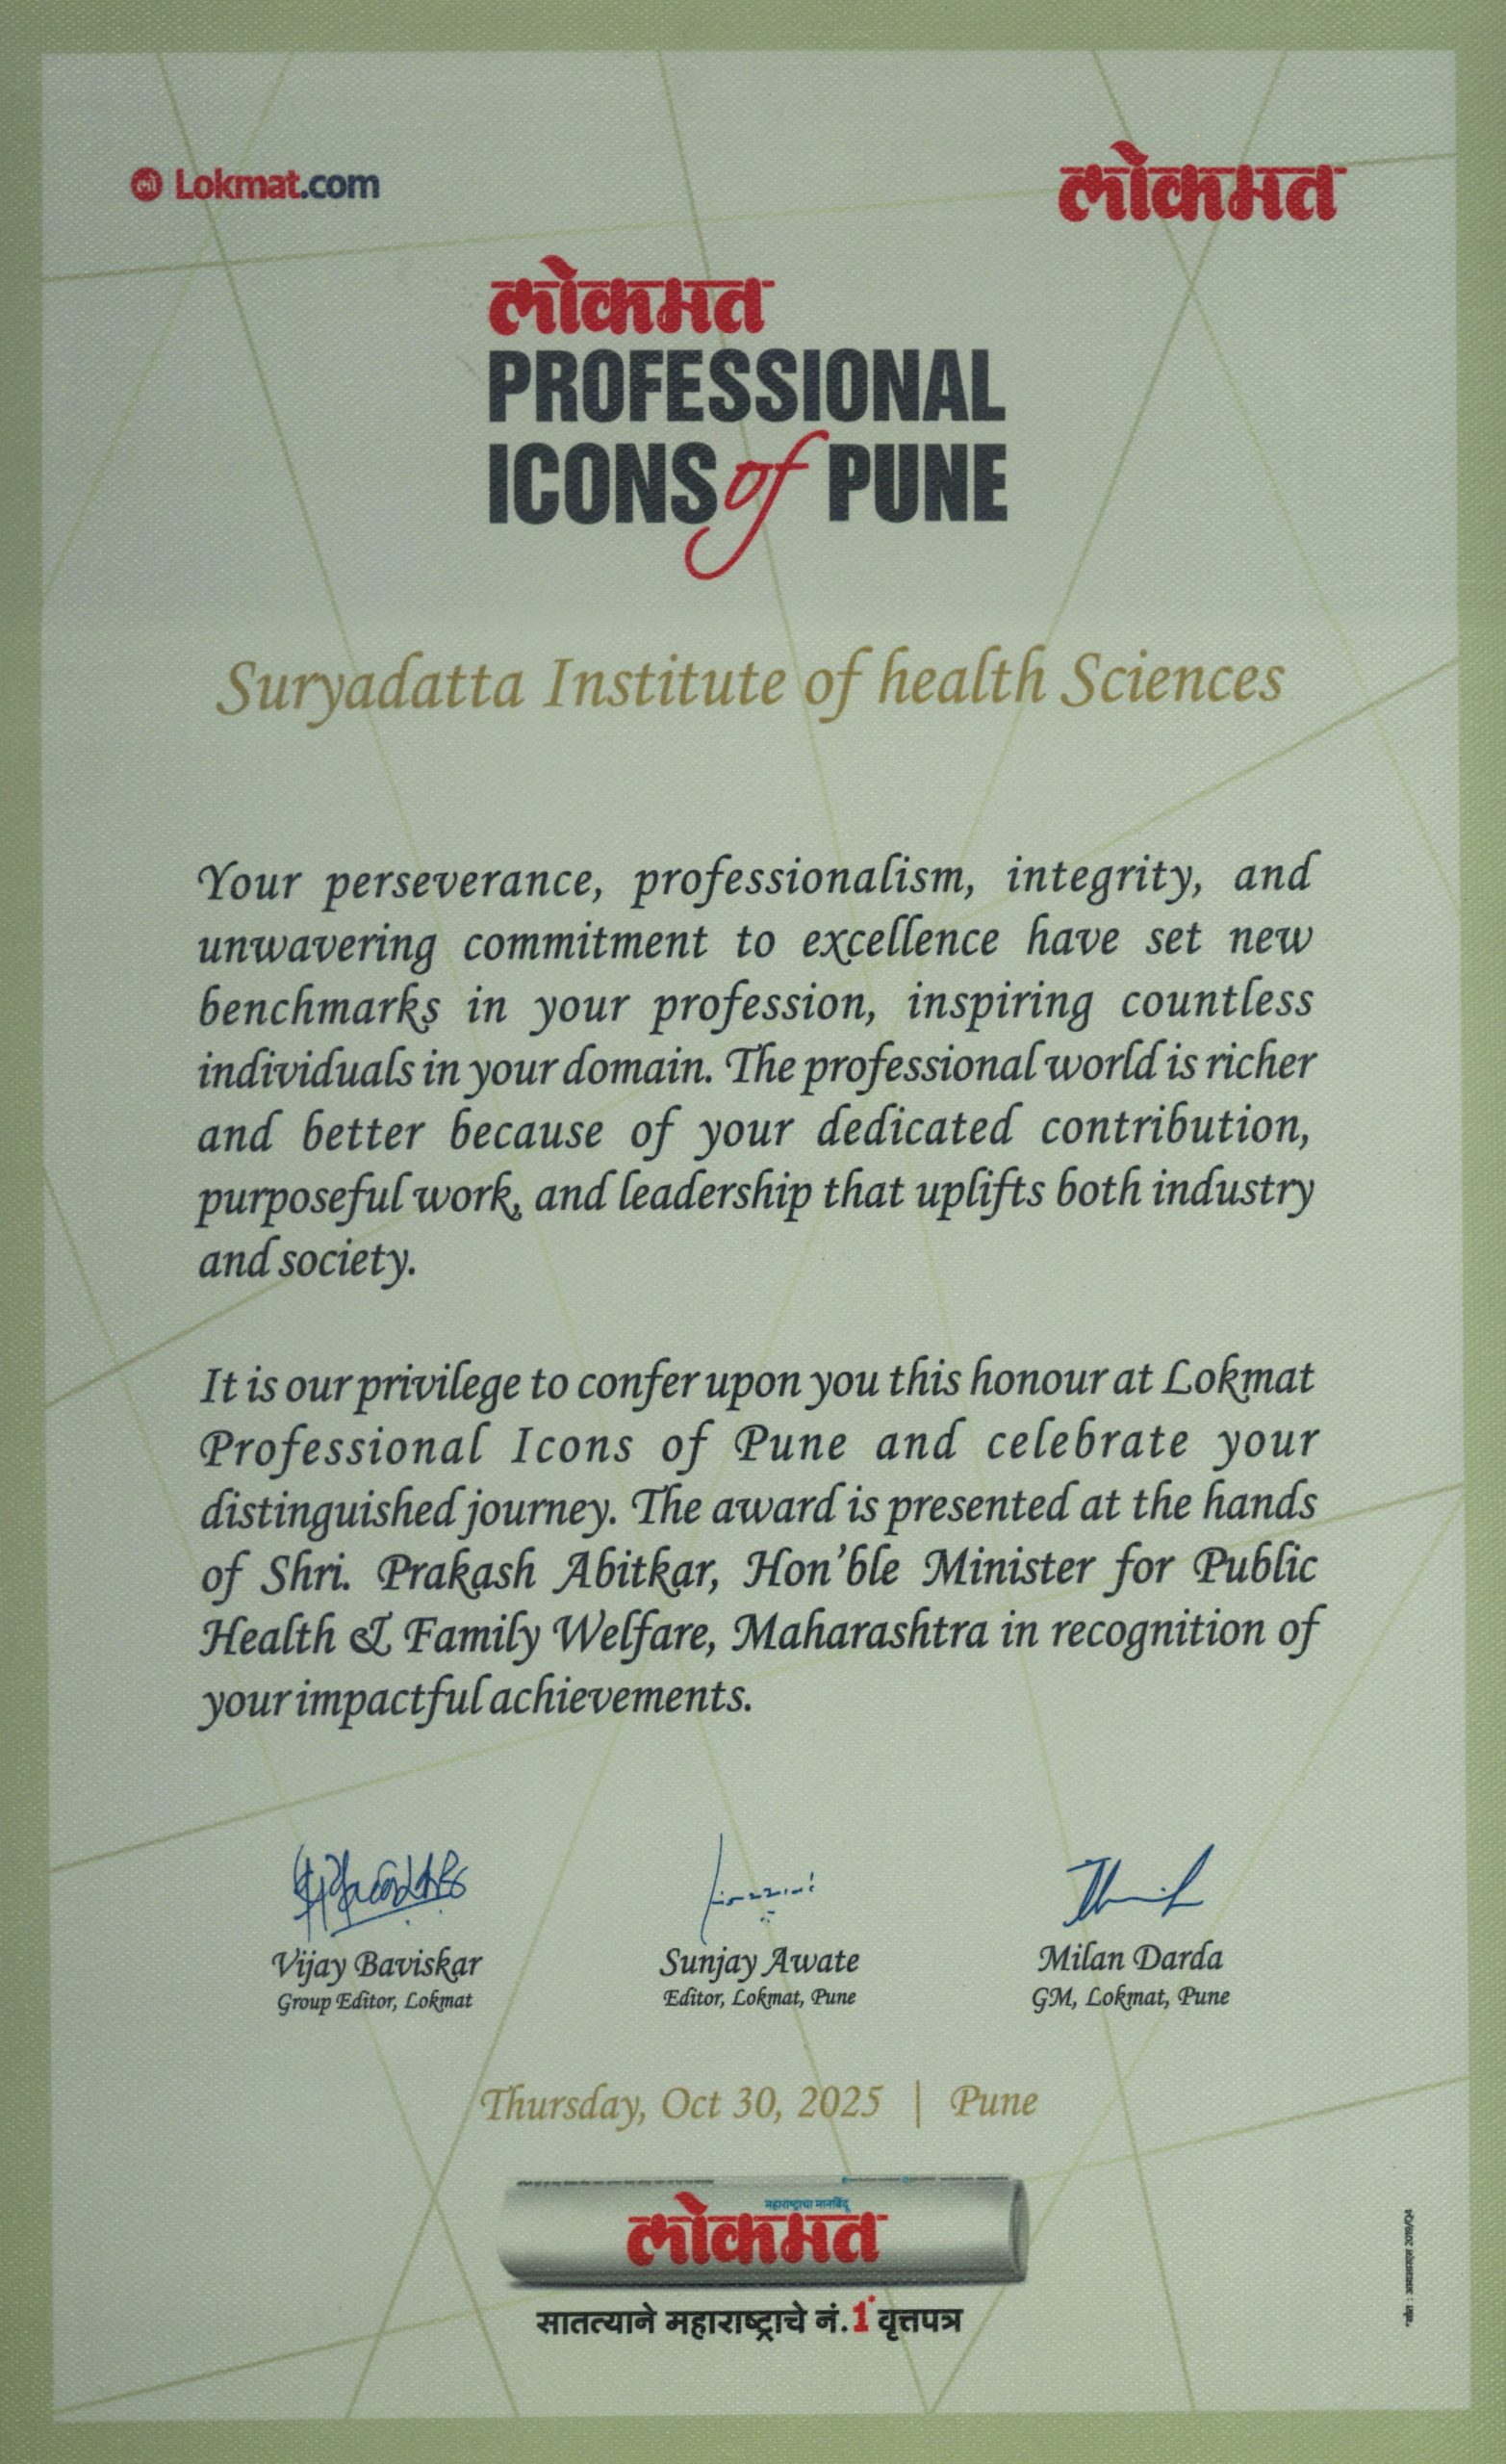 लो Lokmat.com
लोकमत
लोकमत
PROFESSIONAL
ICONS of PUNE
Suryadatta Institute of health Sciences
Your perseverance, professionalism, integrity, and
unwavering commitment to excellence have set new
benchmarks in your profession, inspiring countless
individuals in your domain. The professional world is richer
and better because of your dedicated contribution,
purposeful work, and leadership that uplifts both industry
and society.
It is our privilege to confer upon you this honour at Lokmat
Professional Icons of Pune and celebrate your
distinguished journey. The award is presented at the hands
of Shri. Prakash Abitkar, Hon'ble Minister for Public
Health & Family Welfare, Maharashtra in recognition of
your impactful achievements.
Vijay Baviskar
Group Editor, Lokmat
Sunjay Awate
Editor, Lokmat, Pune
Milan Darda
GM, Lokmat, Pune
Thursday, Oct 30, 2025 | Pune
महाराष्ट्राचा मानबिंदू
लोकमत
सातत्याने महाराष्ट्राचे नं.1* वृत्तपत्र
*स्रोत : आयआरएस 2019/Q4